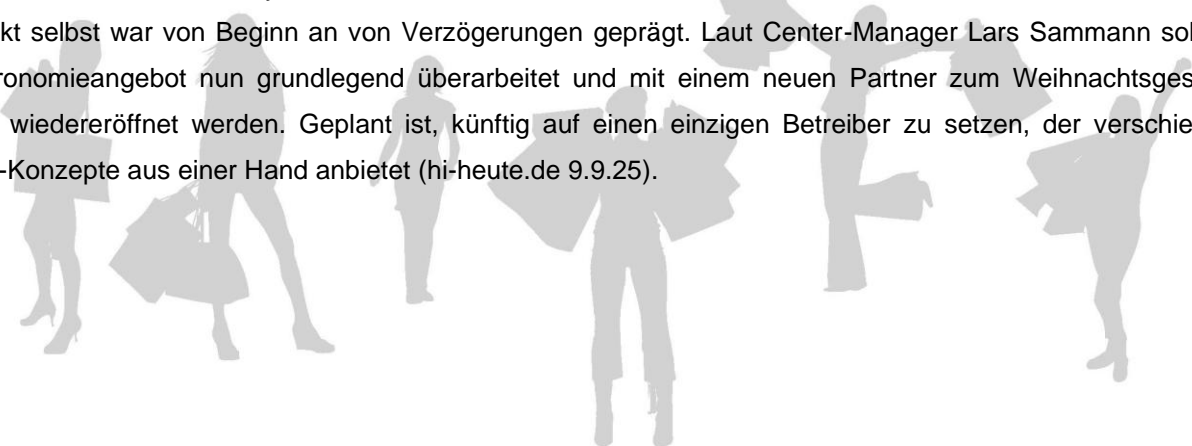 kt selbst war von Beginn an von Verzögerungen geprägt. Laut Center-Manager Lars Sammann sol
ronomieangebot nun grundlegend überarbeitet und mit einem neuen Partner zum Weihnachtsges
wiedereröffnet werden. Geplant ist, künftig auf einen einzigen Betreiber zu setzen, der verschie
-Konzepte aus einer Hand anbietet (hi-heute.de 9.9.25).